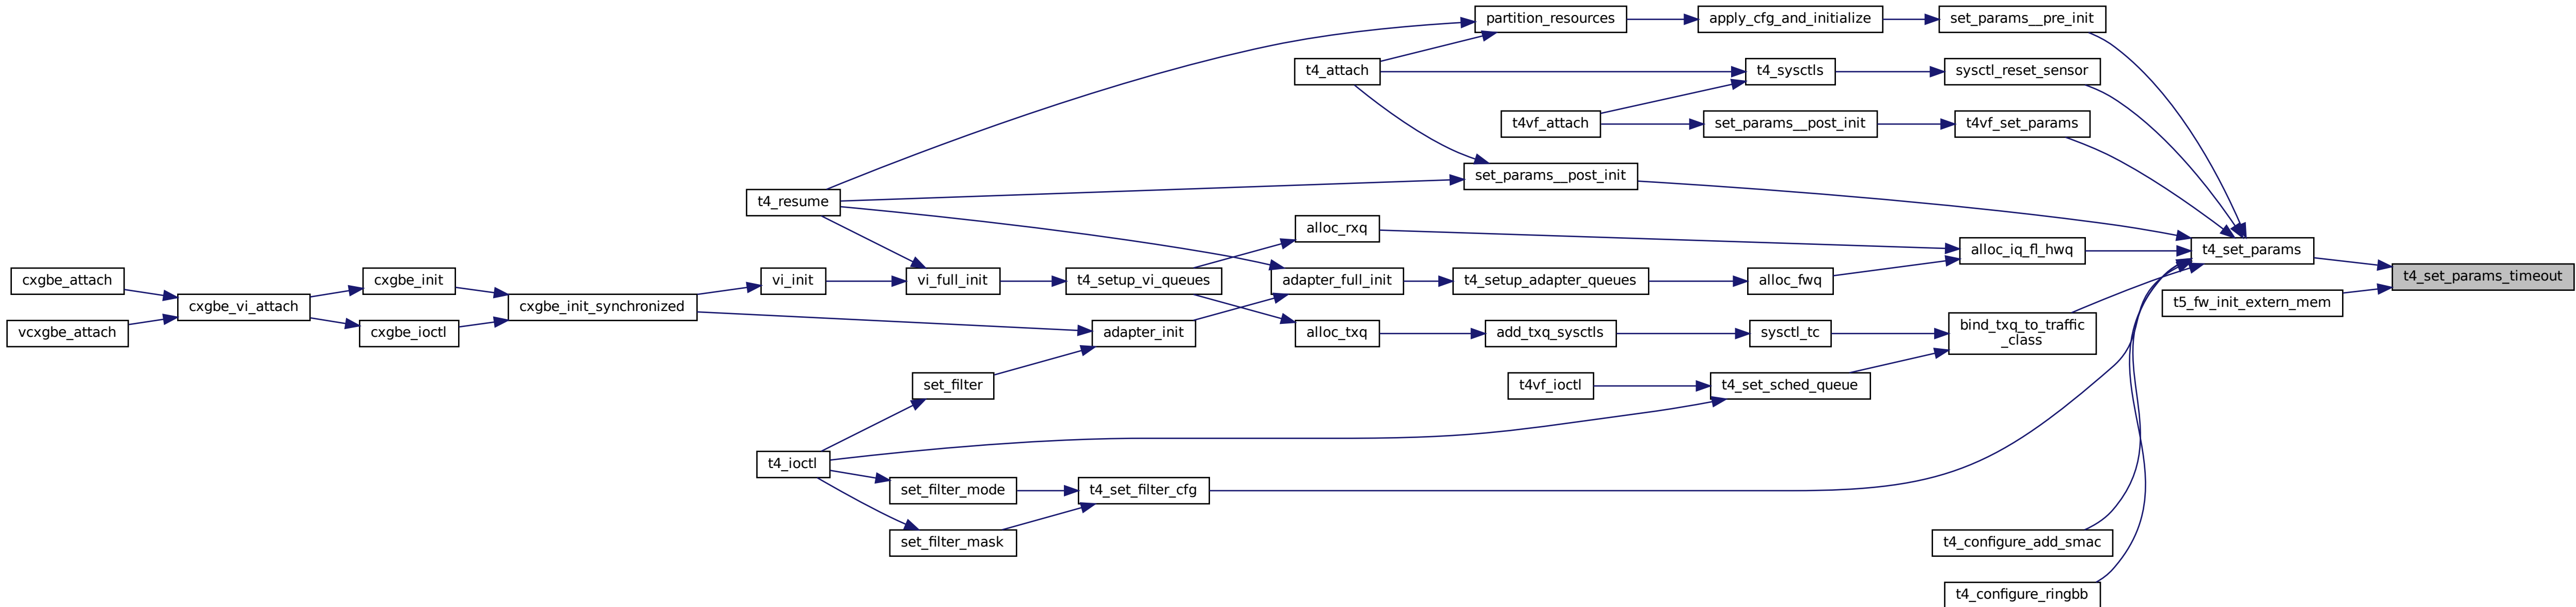 partition_resources
apply_cfg_and_initialize
set_params__pre_init
t4_attach
t4_sysctls
sysctl_reset_sensor
t4vf_attach
set_params__post_init
t4vf_set_params
set_params__post_init
t4_resume
alloc_rxq
alloc_iq_fl_hwq
t4_set_params
cxgbe_attach
cxgbe_init
vi_init
vi_full_init
t4_setup_vi_queues
adapter_full_init
t4_setup_adapter_queues
alloc_fwq
t4_set_params_timeout
cxgbe_vi_attach
cxgbe_init_synchronized
t5_fw_init_extern_mem
vcxgbe_attach
cxgbe_ioctl
adapter_init
alloc_txq
add_txq_sysctls
sysctl_tc
bind_txq_to_traffic
_class
set_filter
t4vf_ioctl
t4_set_sched_queue
t4_ioctl
set_filter_mode
t4_set_filter_cfg
set_filter_mask
t4_configure_add_smac
t4_configure_ringbb